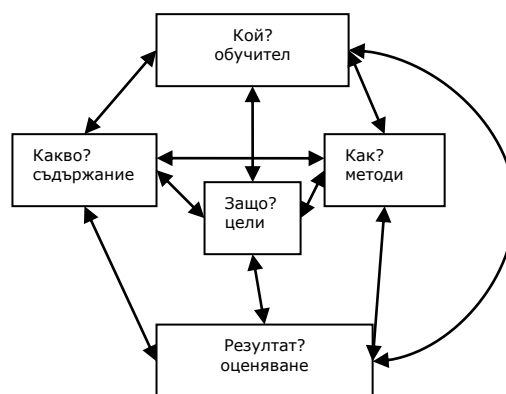 Кой?
обучител
Какво?
съдържание
Как?
методи
Защо?
цели
Резултат?
оценяване